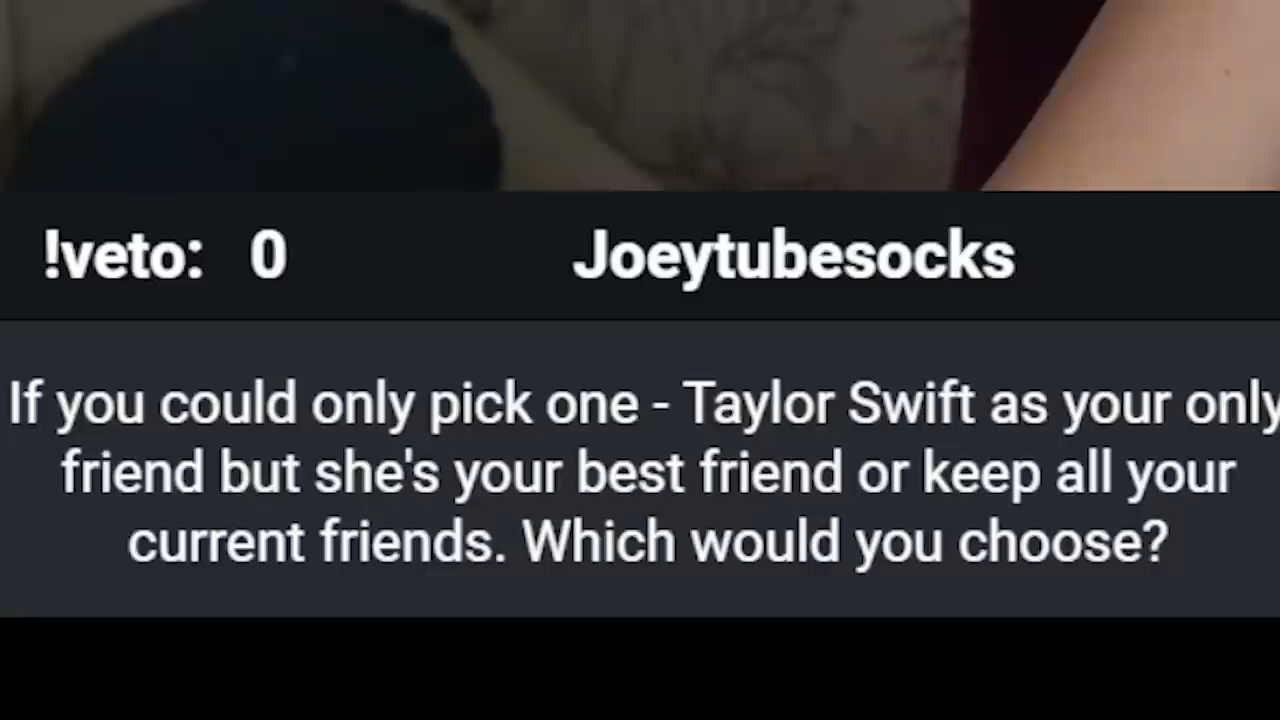 !veto: 0 Joeytubesocks
If you could only pick one - Taylor Swift as your only
friend but she's your best friend or keep all your
current friends. Which would you choose?